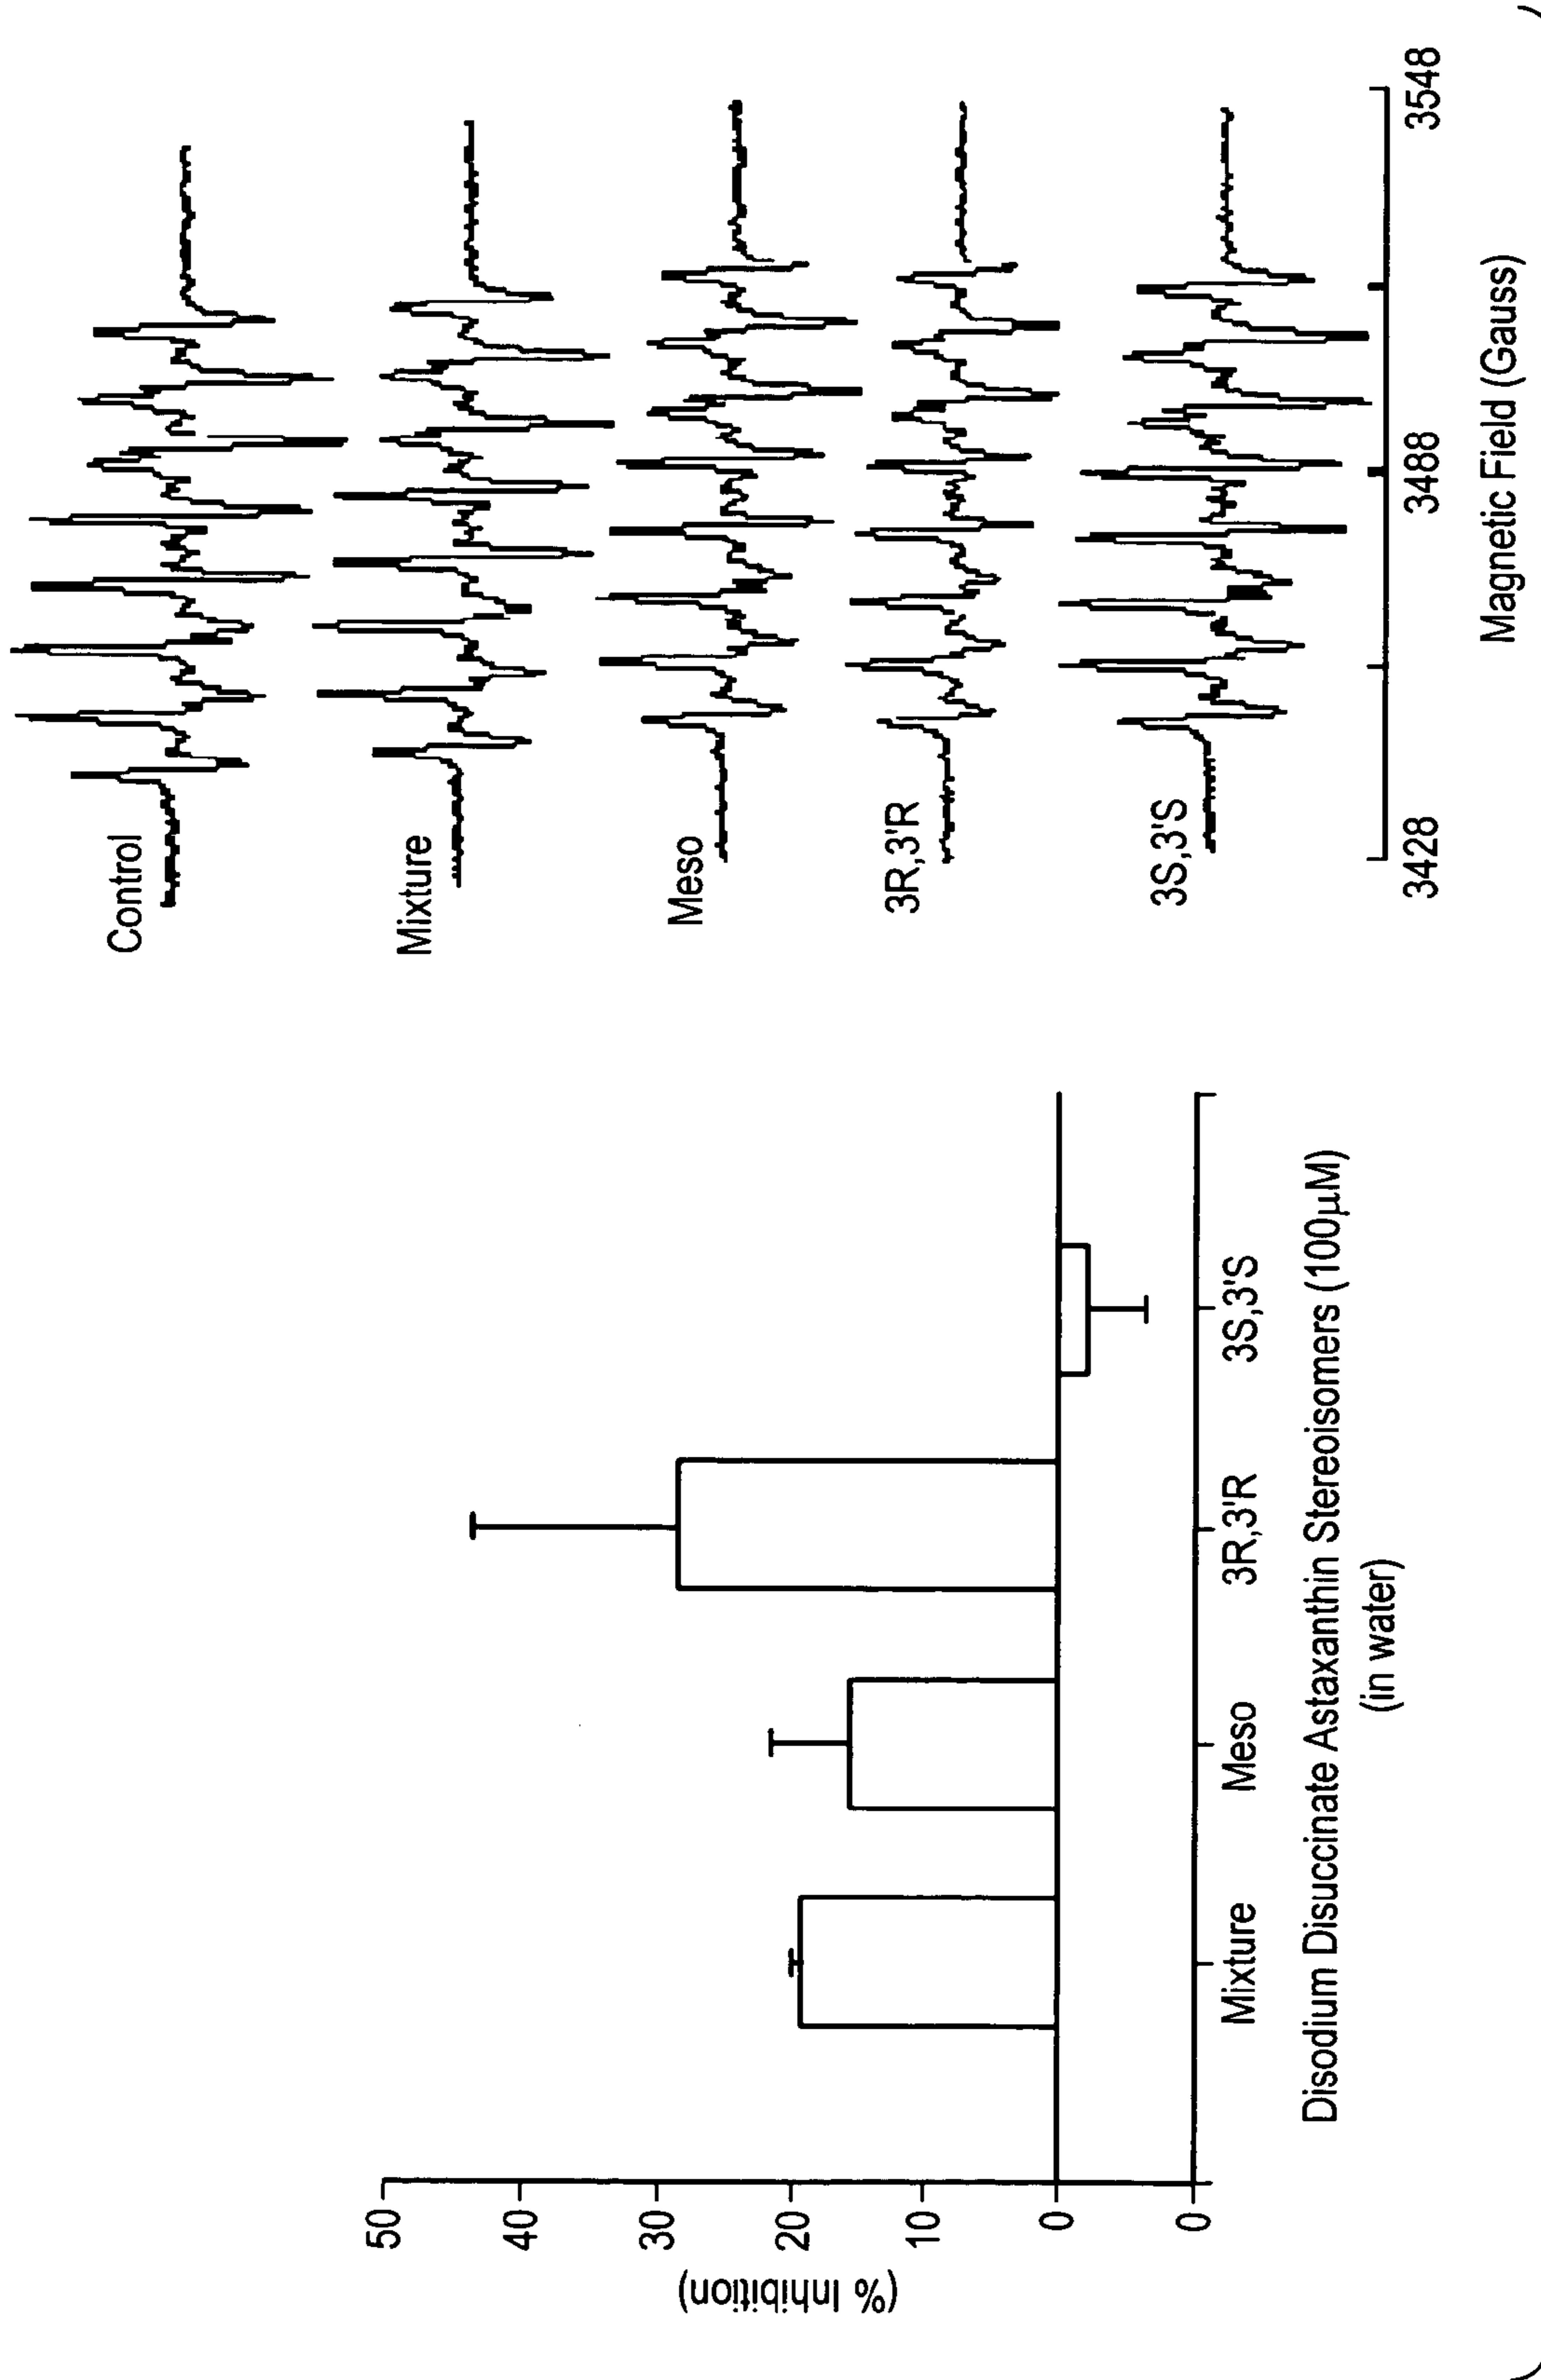 (% Inhibition)
50
40
30
20
10
0
0
Mixture Meso 3R,3'R 3S,3'S
Disodium Disuccinate Astaxanthin Stereoisomers (100μM)
(in water)
Control
Mixture
Meso
3R,3'R
3S,3'S
3428 3488 3548
Magnetic Field (Gauss)